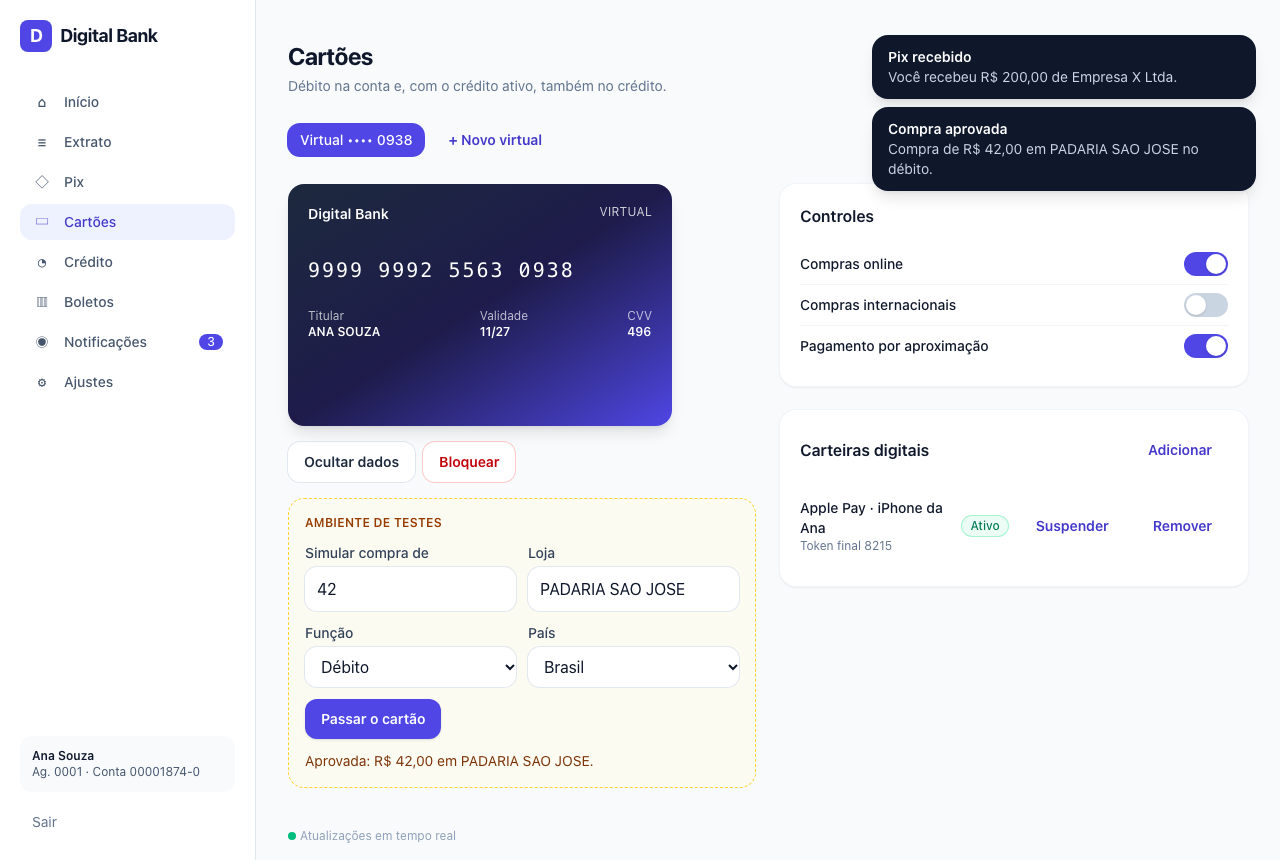 D Digital Bank
Início
Extrato
Pix
Cartões
Crédito
Boletos
Notificações 3
Ajustes
Ana Souza
Ag. 0001 · Conta 00001874-0
Sair
Cartões
Débito na conta e, com o crédito ativo, também no crédito.
Virtual •••• 0938 + Novo virtual
Digital Bank VIRTUAL
9999 9992 5563 0938
Titular Validade CVV
ANA SOUZA 11/27 496
Ocultar dados Bloquear
AMBIENTE DE TESTES
Simular compra de Loja
42 PADARIA SAO JOSE
Função País
Débito Brasil
Passar o cartão
Aprovada: R$ 42,00 em PADARIA SAO JOSE.
Atualizações em tempo real
Pix recebido
Você recebeu R$ 200,00 de Empresa X Ltda.
Compra aprovada
Compra de R$ 42,00 em PADARIA SAO JOSE no
débito.
Controles
Compras online
Compras internacionais
Pagamento por aproximação
Carteiras digitais Adicionar
Apple Pay · iPhone da
Ana
Token final 8215
Ativo Suspender Remover